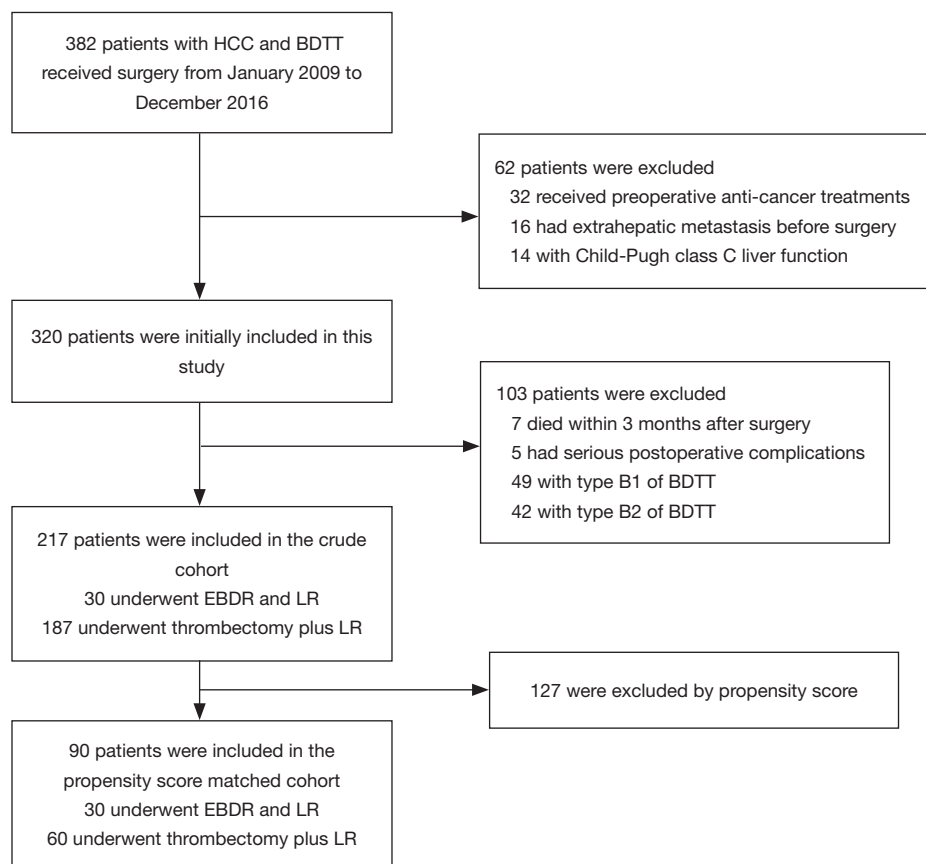 382 patients with HCC and BDTT
received surgery from January 2009 to
December 2016
62 patients were excluded
32 received preoperative anti-cancer treatments
16 had extrahepatic metastasis before surgery
14 with Child-Pugh class C liver function
320 patients were initially included in this
study
103 patients were excluded
7 died within 3 months after surgery
5 had serious postoperative complications
49 with type B1 of BDTT
42 with type B2 of BDTT
217 patients were included in the crude
cohort
30 underwent EBDR and LR
187 underwent thrombectomy plus LR
127 were excluded by propensity score
90 patients were included in the
propensity score matched cohort
30 underwent EBDR and LR
60 underwent thrombectomy plus LR